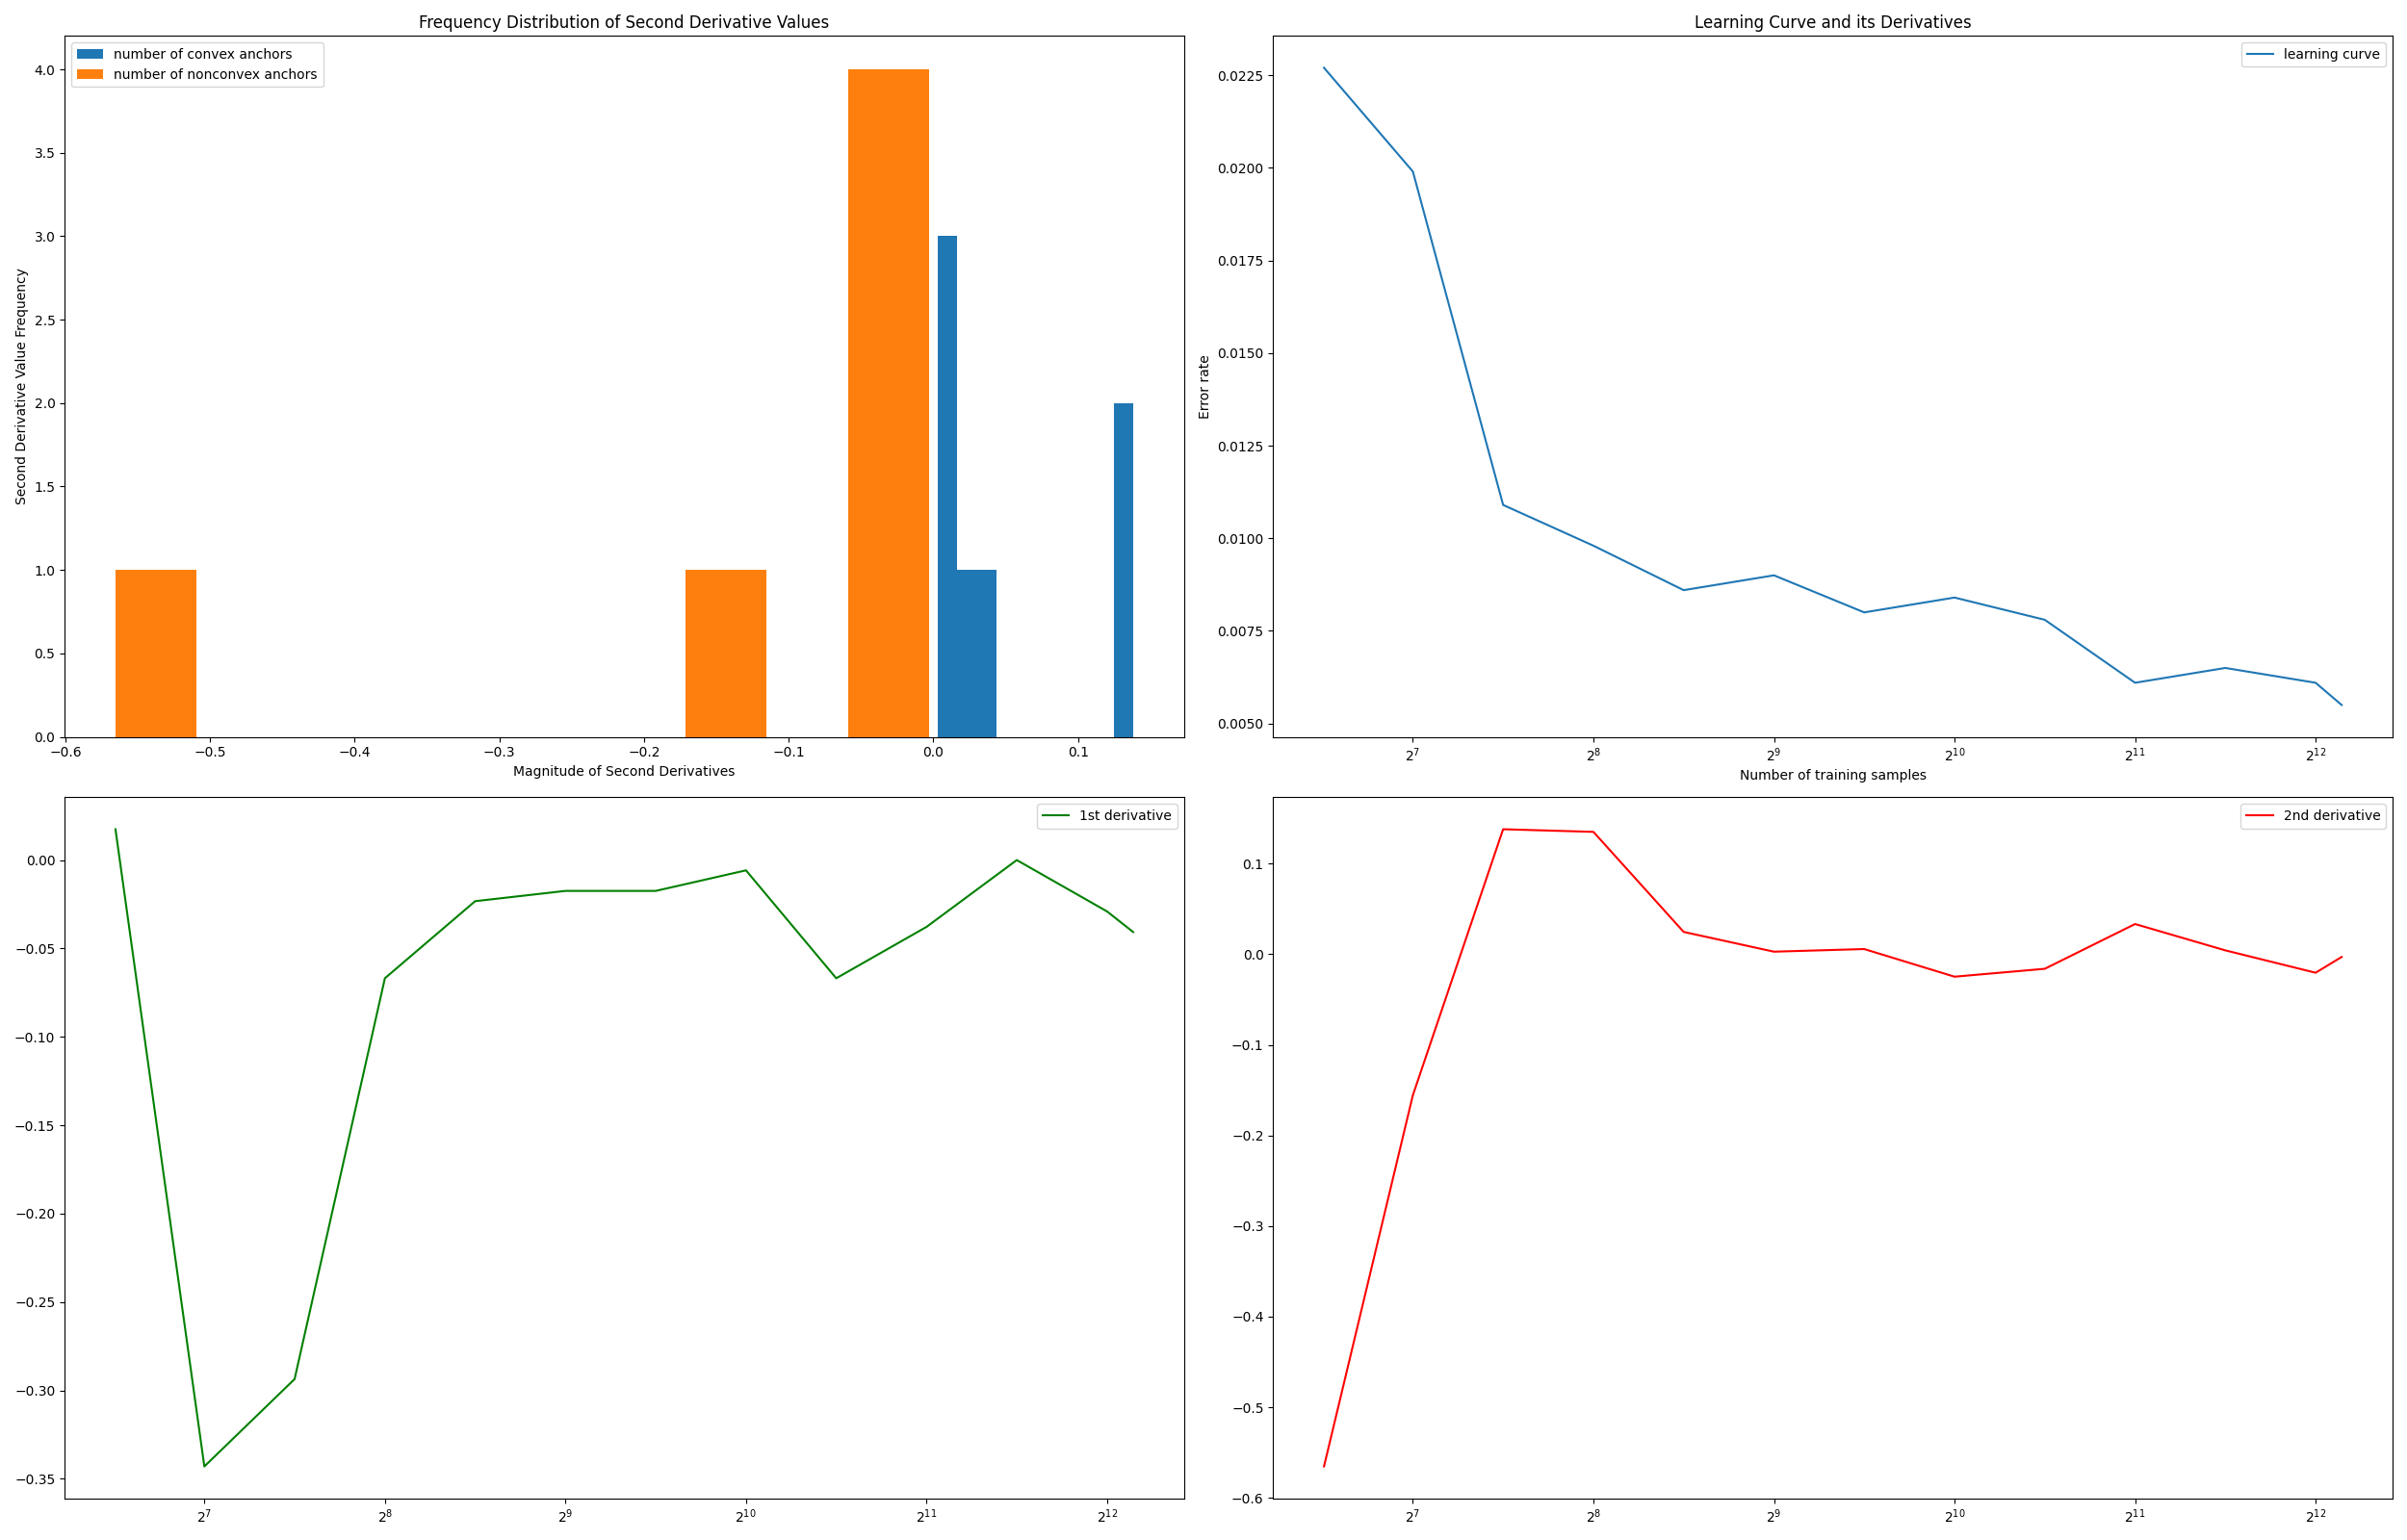 Frequency Distribution of Second Derivative Values
number of convex anchors
number of nonconvex anchors
Second Derivative Value Frequency
4.0
3.5
3.0
2.5
2.0
1.5
1.0
0.5
0.0
−0.6 −0.5 −0.4 −0.3 −0.2 −0.1 0.0 0.1
Magnitude of Second Derivatives
Learning Curve and its Derivatives
learning curve
Error rate
0.0225
0.0200
0.0175
0.0150
0.0125
0.0100
0.0075
0.0050
2^7 2^8 2^9 2^10 2^11 2^12
Number of training samples
1st derivative
0.00
−0.05
−0.10
−0.15
−0.20
−0.25
−0.30
−0.35
2^7 2^8 2^9 2^10 2^11 2^12
2nd derivative
0.1
0.0
−0.1
−0.2
−0.3
−0.4
−0.5
−0.6
2^7 2^8 2^9 2^10 2^11 2^12